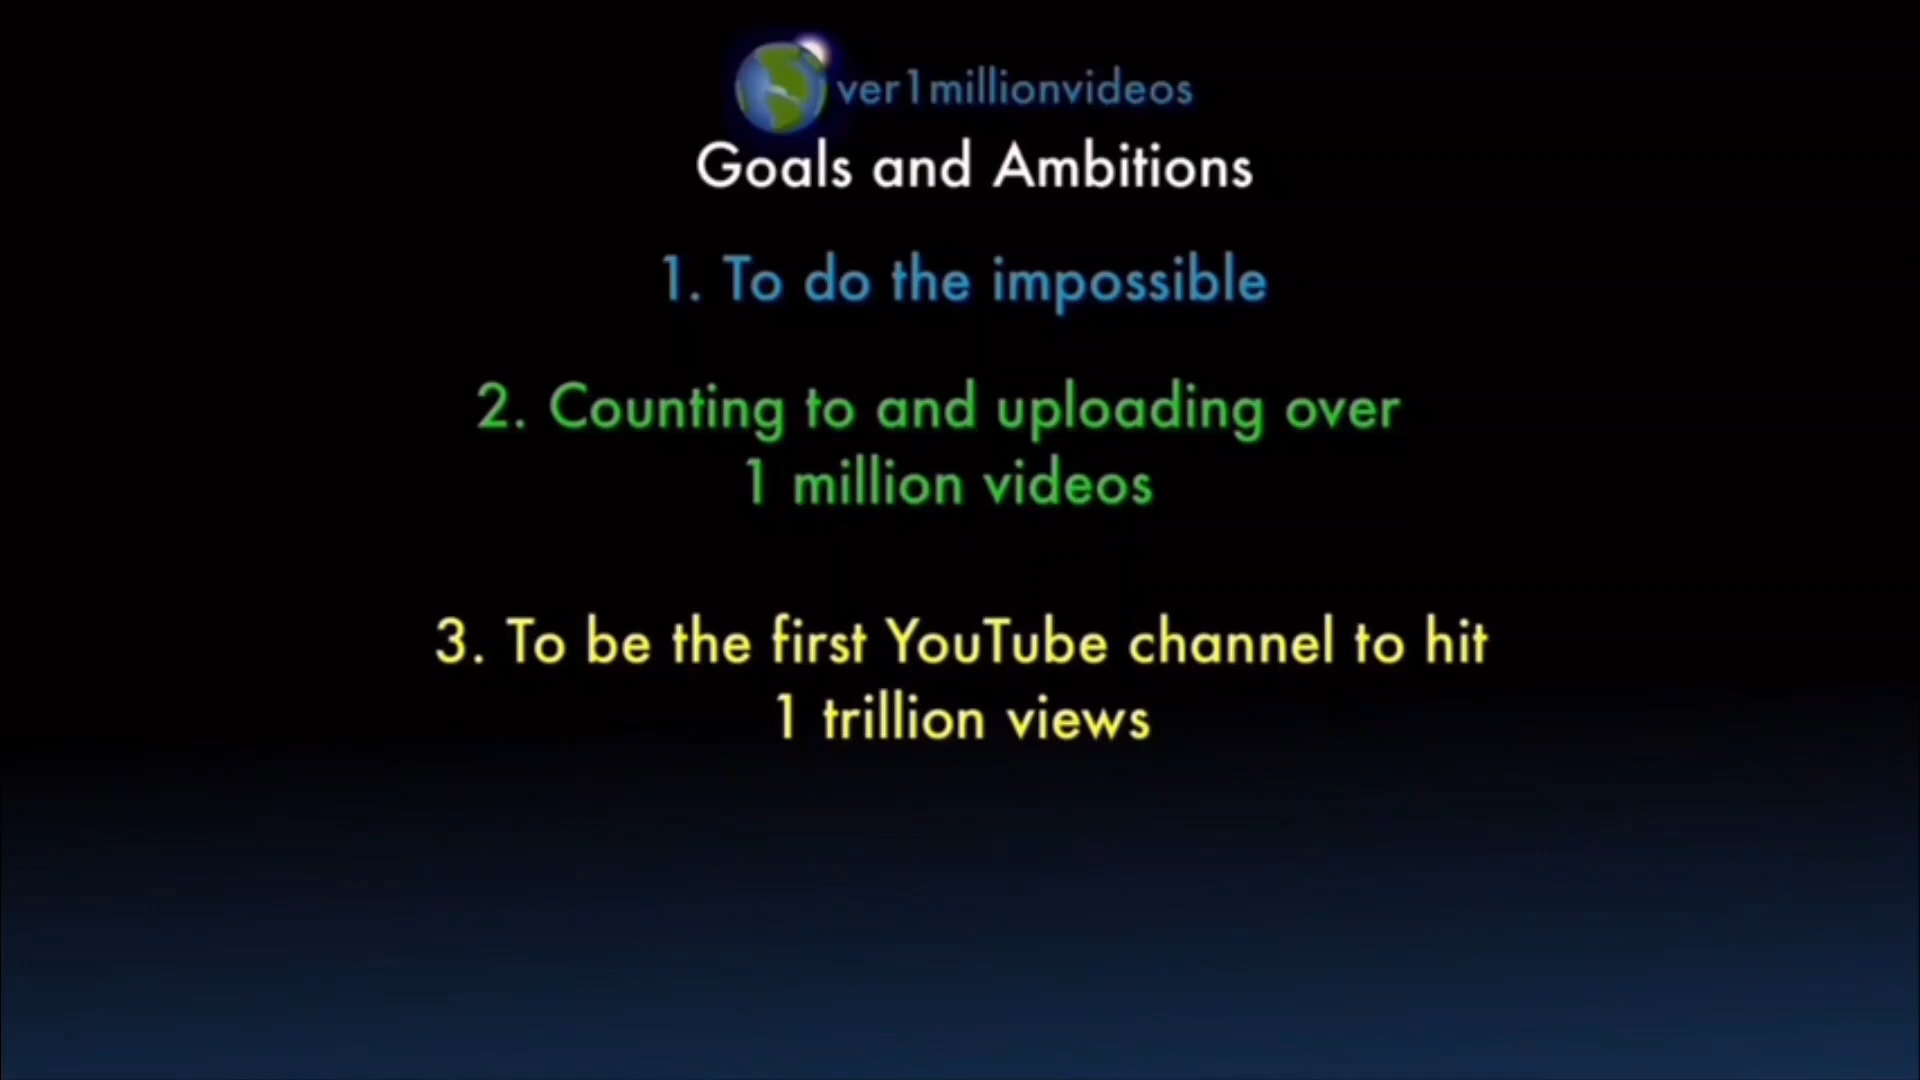 ver1millionvideos
Goals and Ambitions
1. To do the impossible
2. Counting to and uploading over
1 million videos
3. To be the first YouTube channel to hit
1 trillion views